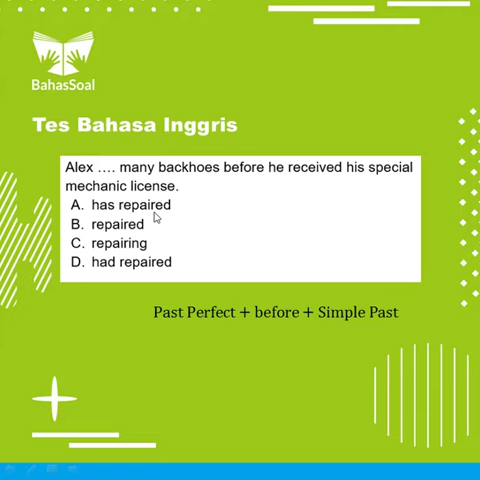 BahasSoal
Tes Bahasa Inggris
Alex …. many backhoes before he received his special
mechanic license.
A. has repaired
B. repaired
C. repairing
D. had repaired
Past Perfect + before + Simple Past